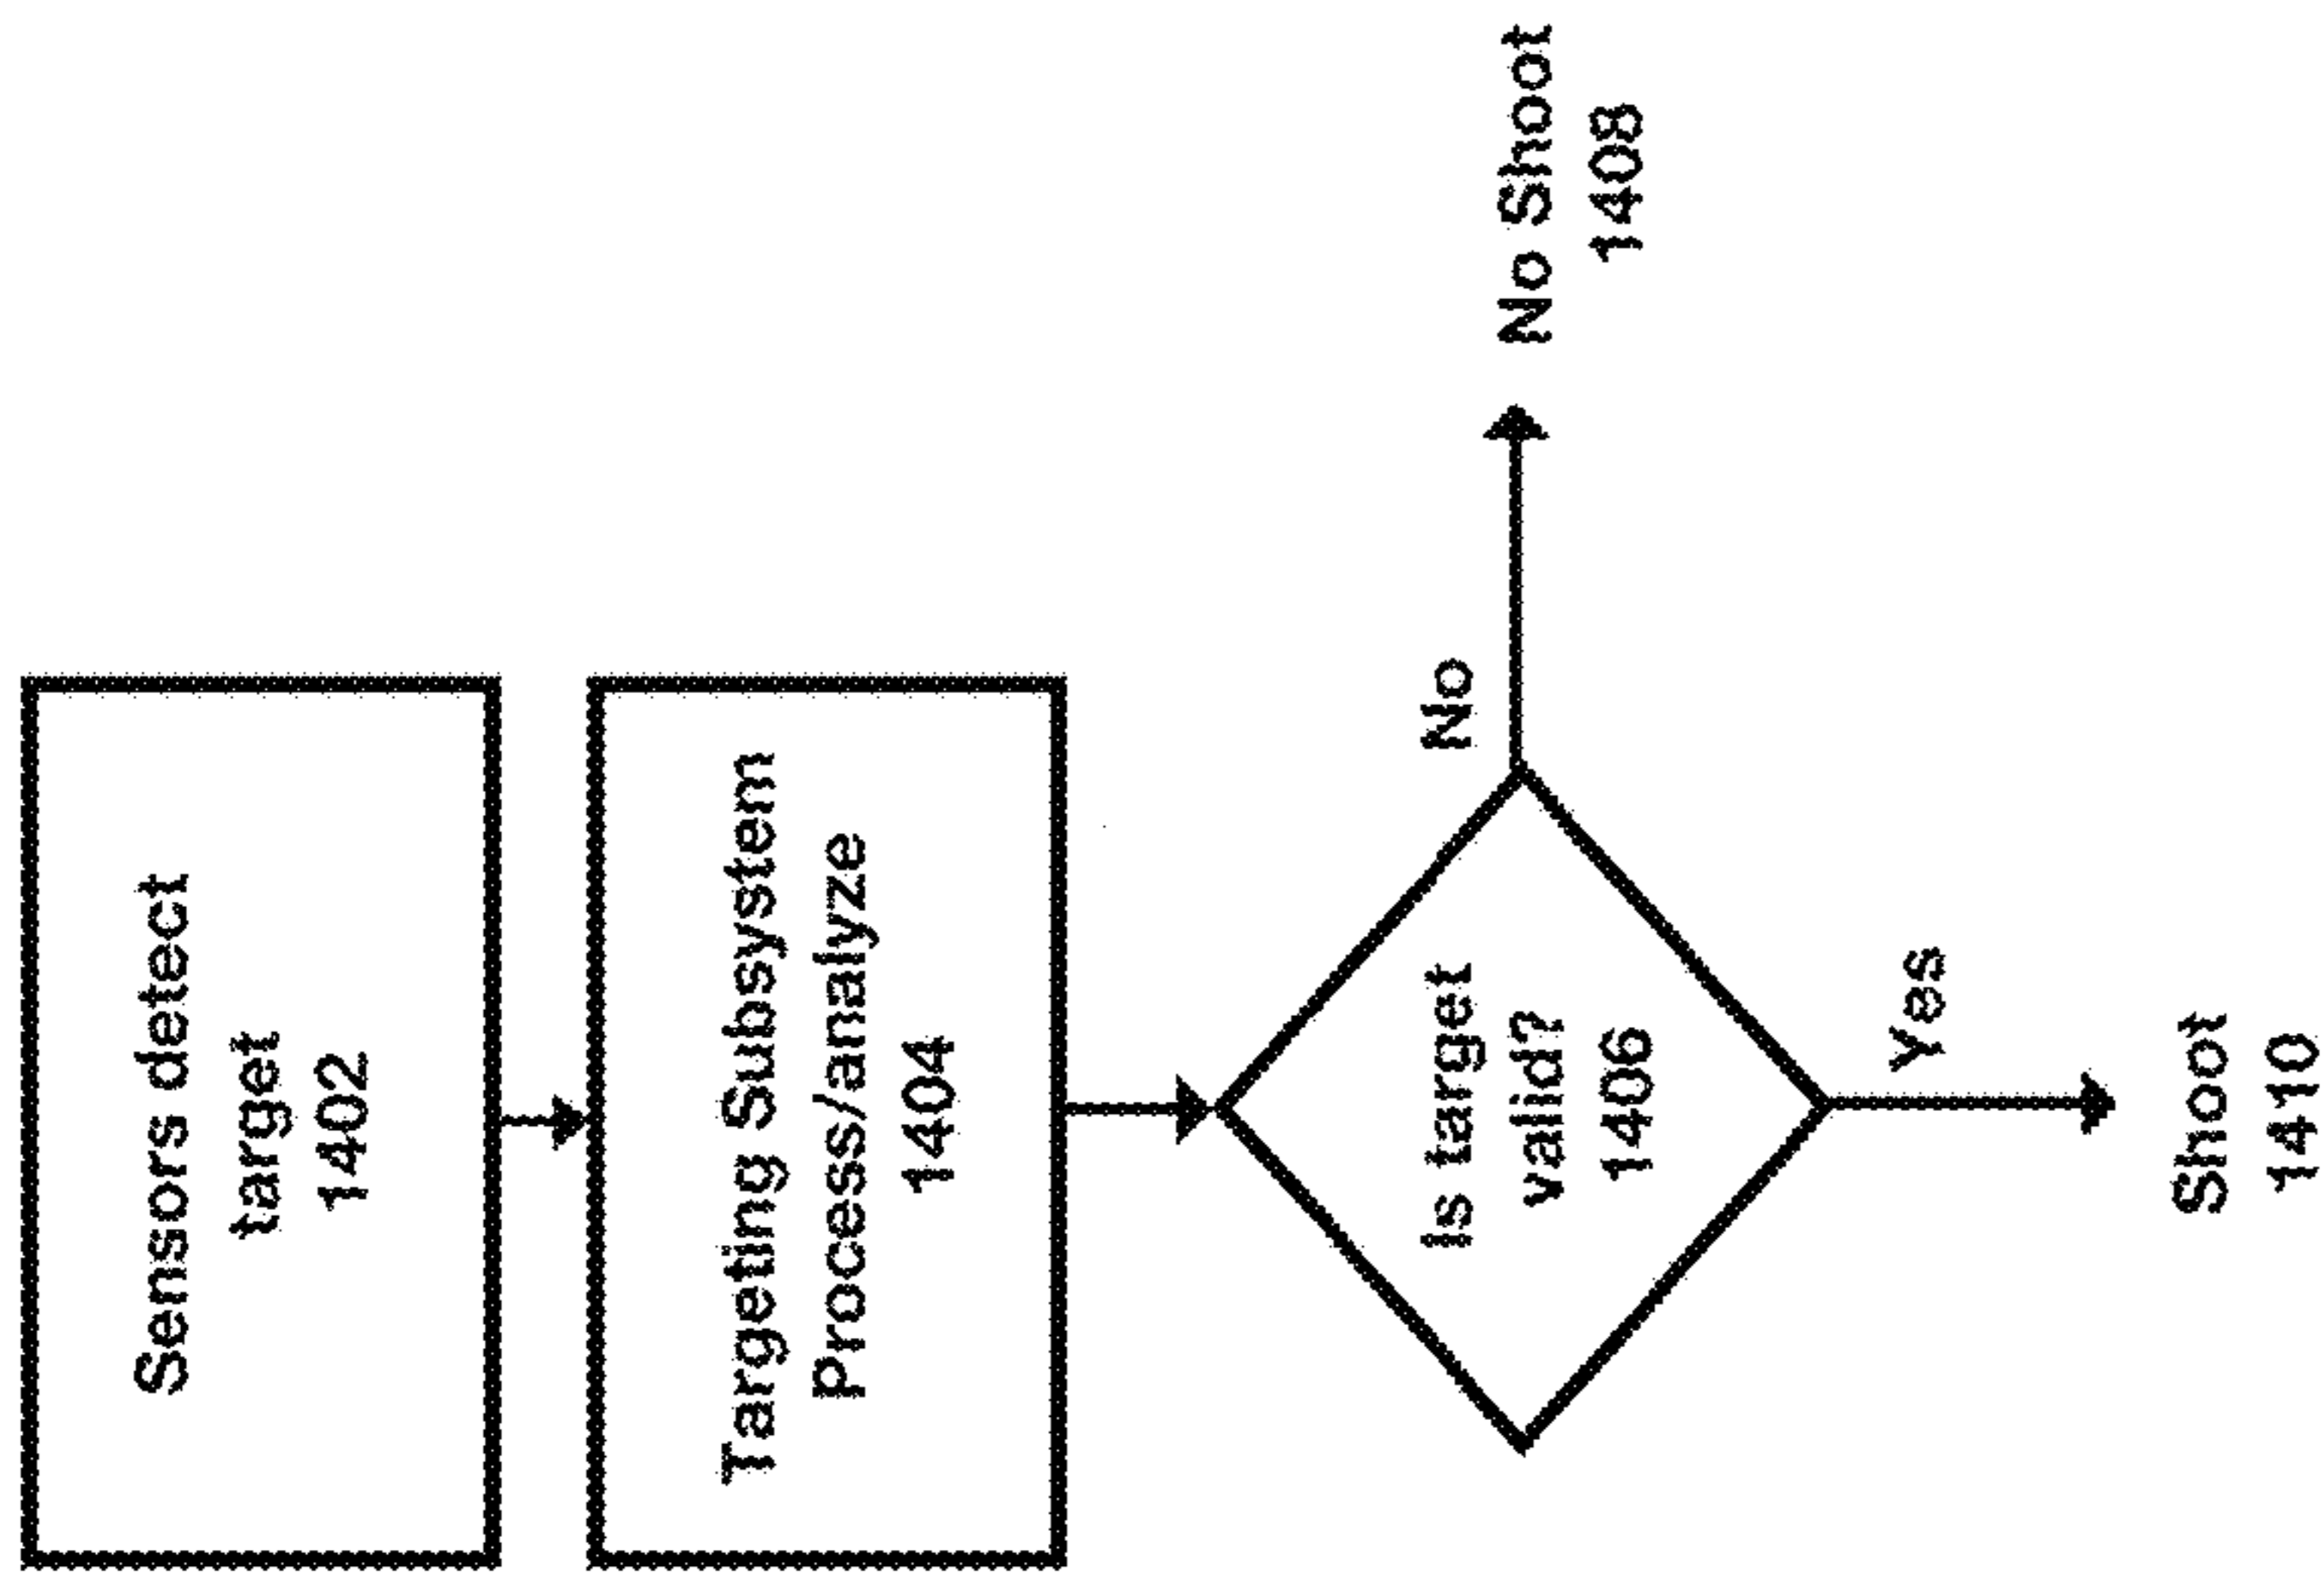 Sensors detect
target
1402
Targeting Subsystem
process/analyze
1404
Is target
valid?
1406
No
No Shoot
1408
Yes
Shoot
1410